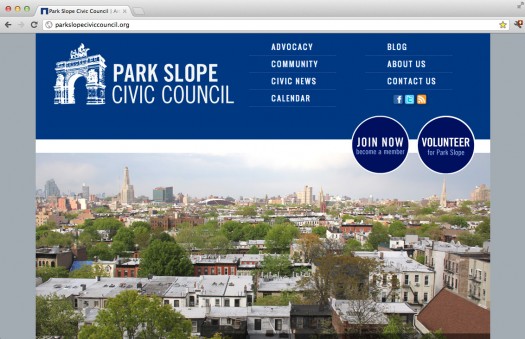 Park Slope Civic Council | A
parkslopeciviccouncil.org
PARK SLOPE
CIVIC COUNCIL
ADVOCACY
COMMUNITY
CIVIC NEWS
CALENDAR
BLOG
ABOUT US
CONTACT US
JOIN NOW
become a member
VOLUNTEER
for Park Slope